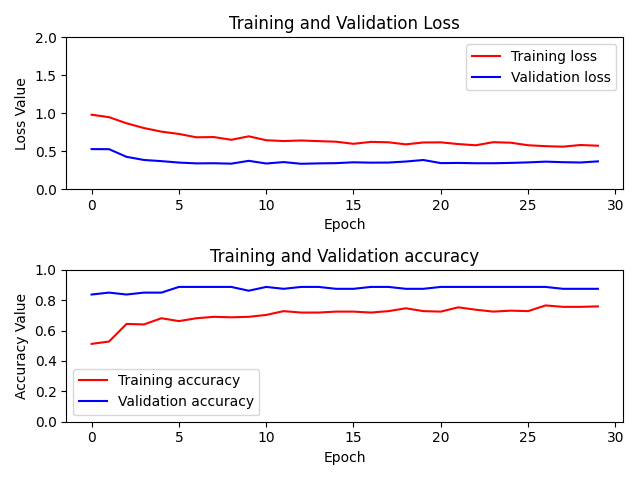 Training and Validation Loss
2.0
1.5
1.0
0.5
0.0
Loss Value
Training loss
Validation loss
0 5 10 15 20 25 30
Epoch
Training and Validation accuracy
1.0
0.8
0.6
0.4
0.2
0.0
Accuracy Value
Training accuracy
Validation accuracy
0 5 10 15 20 25 30
Epoch